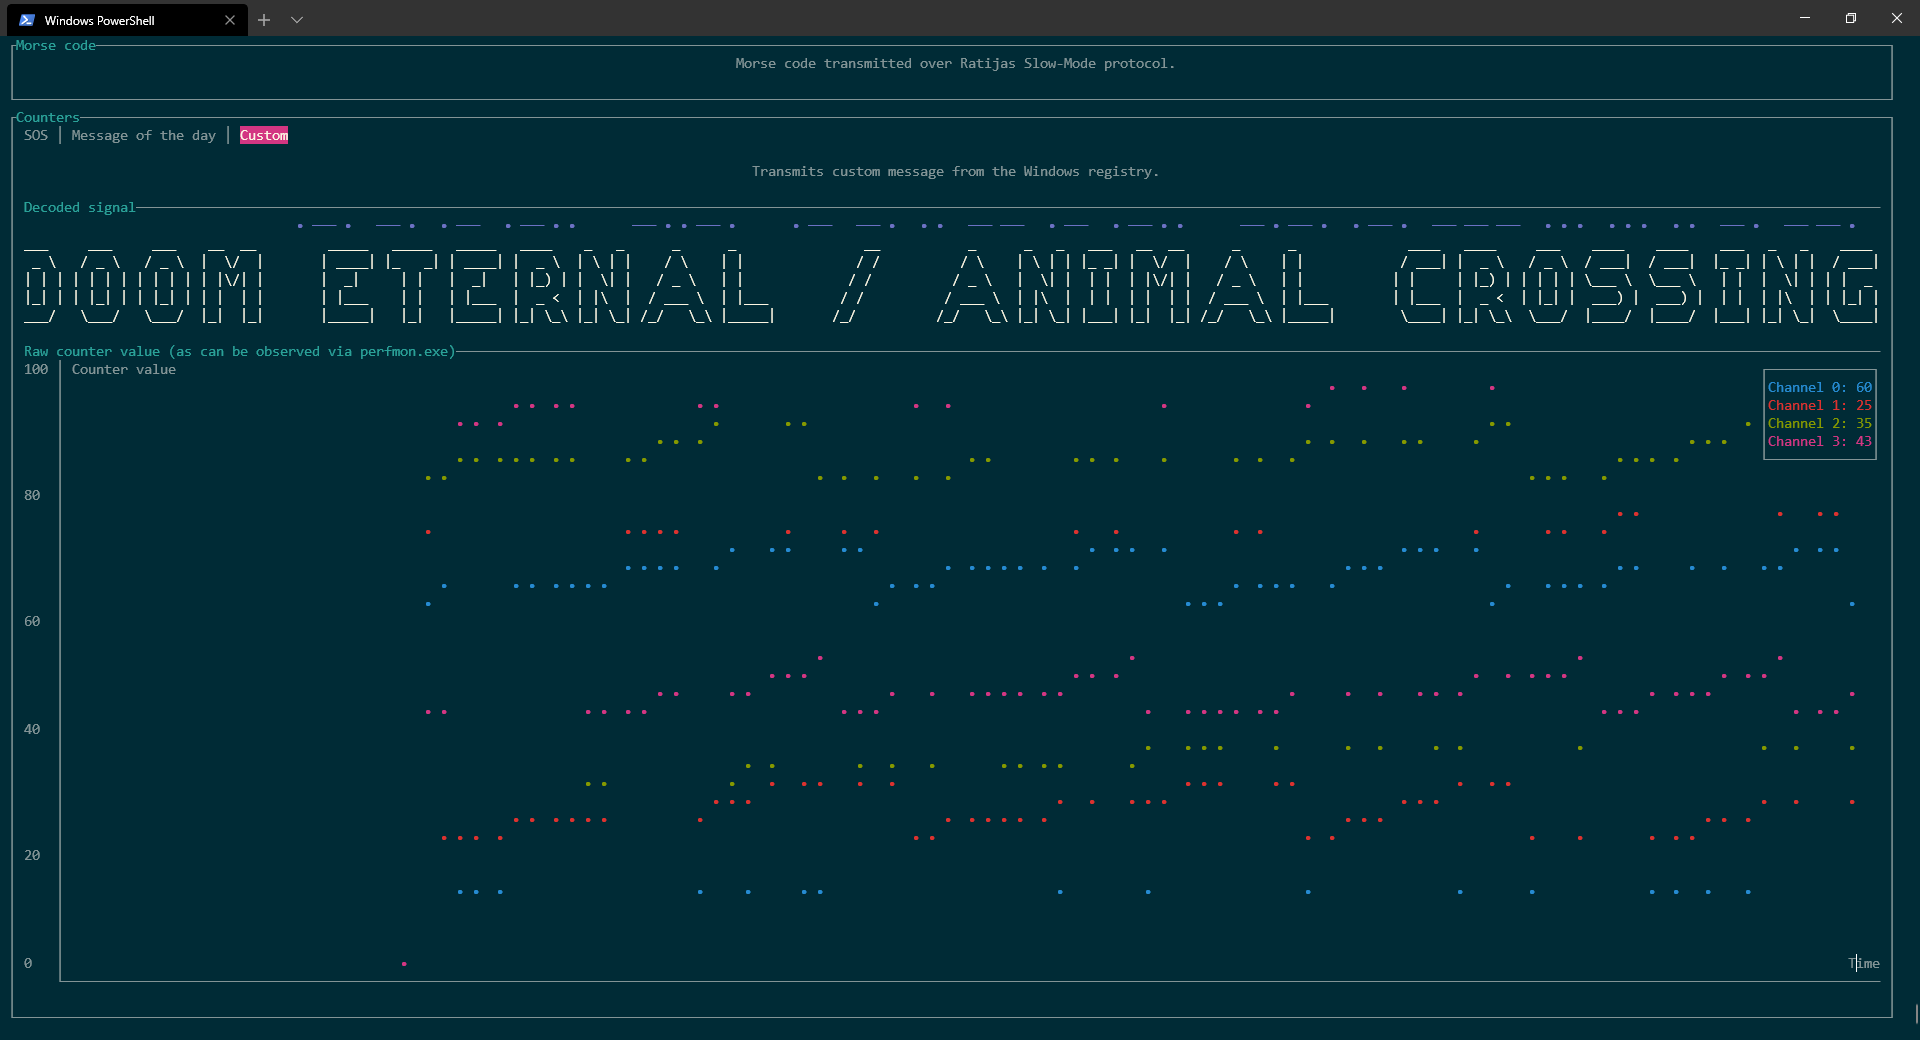 Windows PowerShell
Morse code
Morse code transmitted over Ratijas Slow-Mode protocol.
Counters
SOS | Message of the day | Custom
Transmits custom message from the Windows registry.
Decoded signal
DOOM ETERNAL / ANIMAL CROSSING
Raw counter value (as can be observed via perfmon.exe)
100
Counter value
Channel 0: 60
Channel 1: 25
Channel 2: 35
Channel 3: 43
80
60
40
20
0
Time